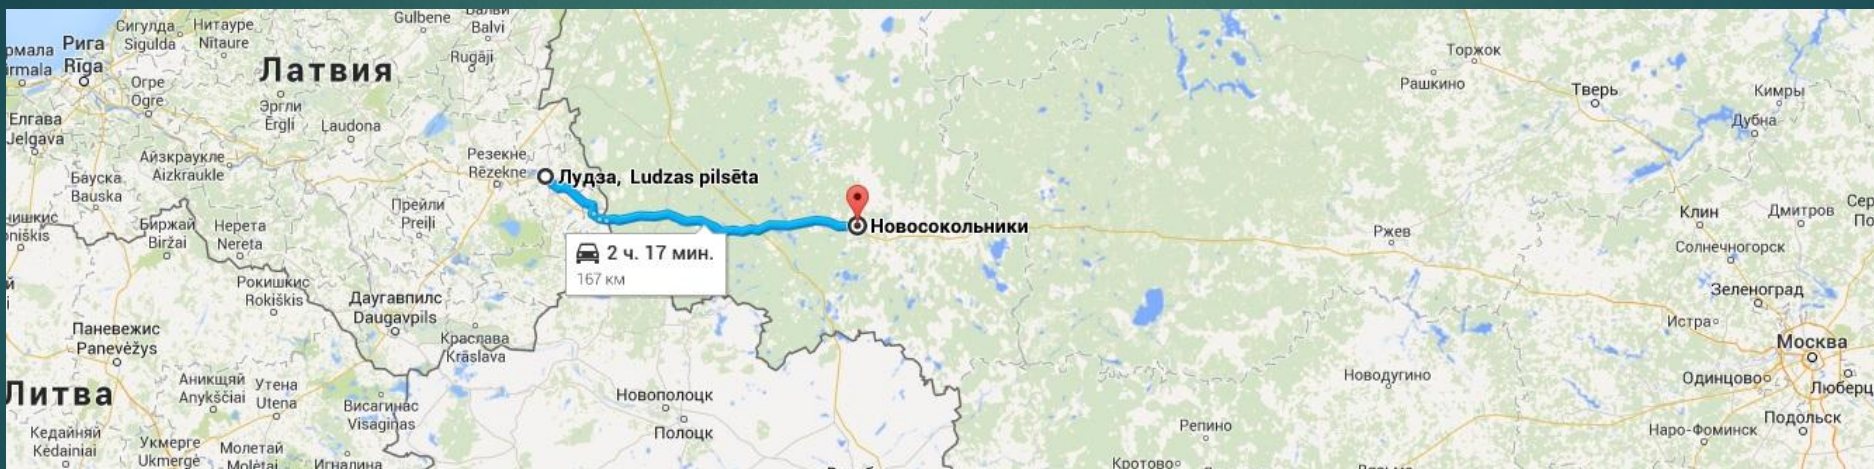 Сигулда
Sigulda
Нитауре
Nītaure
Gulbene
Balvi
Rugāji
Рига
Rīga
Латвия
Огре
Ogre
Эргли
Ērgļi
Laudona
Елгава
Jelgava
Айзкраукле
Aizkraukle
Резекне
Rēzekne
Бауска
Bauska
Прейли
Preiļi
Биржай
Biržai
Нерета
Nereta
Лудза, Ludzas pilsēta
Новосокольники
2 ч. 17 мин.
167 км
Рокишкис
Rokiškis
Даугавпилс
Daugavpils
Краслава
Krāslava
Паневежис
Panevėžys
Литва
Аникщяй
Anykščiai
Утена
Utena
Висагинас
Visaginas
Кедайняй
Kėdainiai
Укмерге
Ukmergė
Молетай
Molėtai
Игналина
Новополоцк
Полоцк
Торжок
Рашкино
Тверь
Кимры
Дубна
Клин
Дмитров
Солнечногорск
Ржев
Зеленоград
Истра
Москва
Новодугино
Одинцово
Люберц
Подольск
Наро-Фоминск
Репино
Кротово